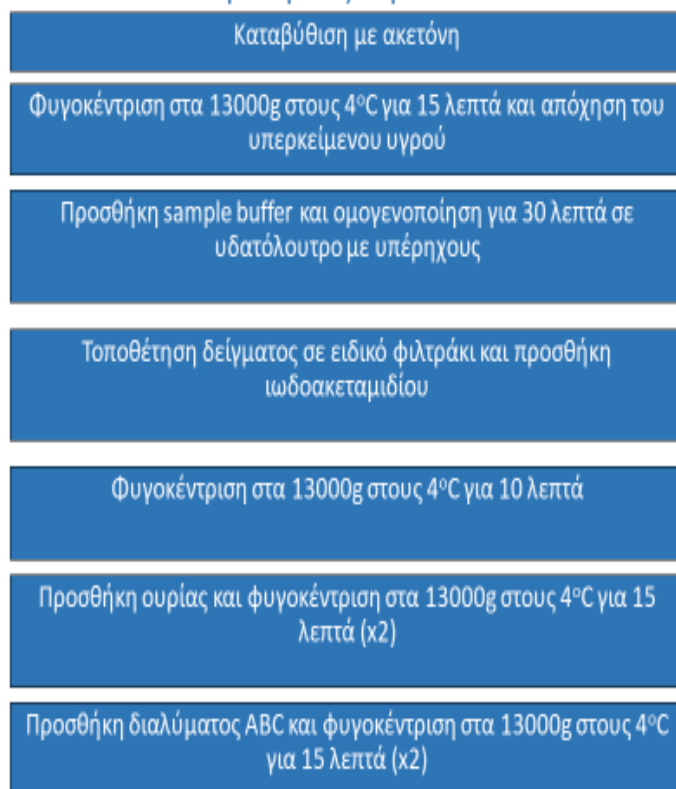 Καταβύθιση με ακετόνη
Φυγοκέντριση στα 13000g στους 4°C για 15 λεπτά και απόχηση του
υπερκείμενου υγρού
Προσθήκη sample buffer και ομογενοποίηση για 30 λεπτά σε
υδατόλουτρο με υπέρηχους
Τοποθέτηση δείγματος σε ειδικό φιλτράκι και προσθήκη
ιωδοακεταμιδίου
Φυγοκέντριση στα 13000g στους 4°C για 10 λεπτά
Προσθήκη ουρίας και φυγοκέντριση στα 13000g στους 4°C για 15
λεπτά (x2)
Προσθήκη διαλύματος ABC και φυγοκέντριση στα 13000g στους 4°C
για 15 λεπτά (x2)